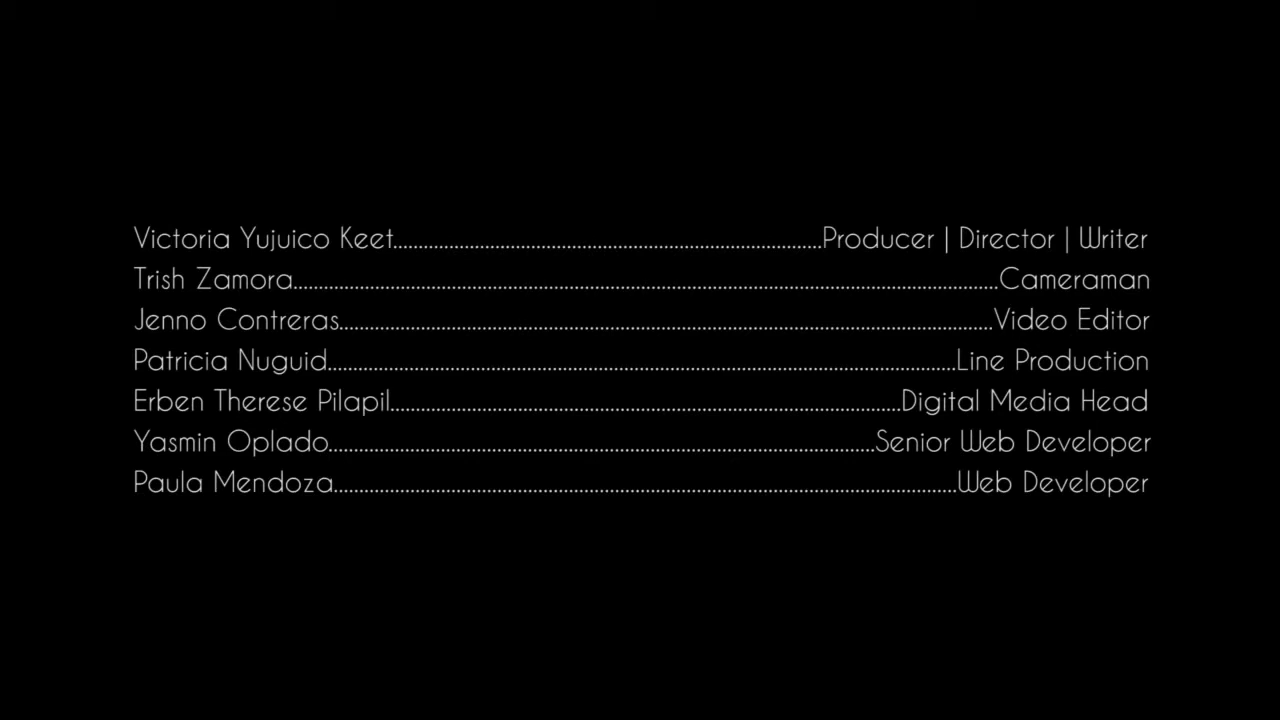 Victoria Yujuico Keet....................................................................................Producer | Director | Writer
Trish Zamora..........................................................................................................................................Cameraman
Jenno Contreras................................................................................................................................Video Editor
Patricia Nuguid...........................................................................................................................Line Production
Erben Therese Pilapil....................................................................................................Digital Media Head
Yasmin Oplado...........................................................................................................Senior Web Developer
Paula Mendoza..........................................................................................................................Web Developer